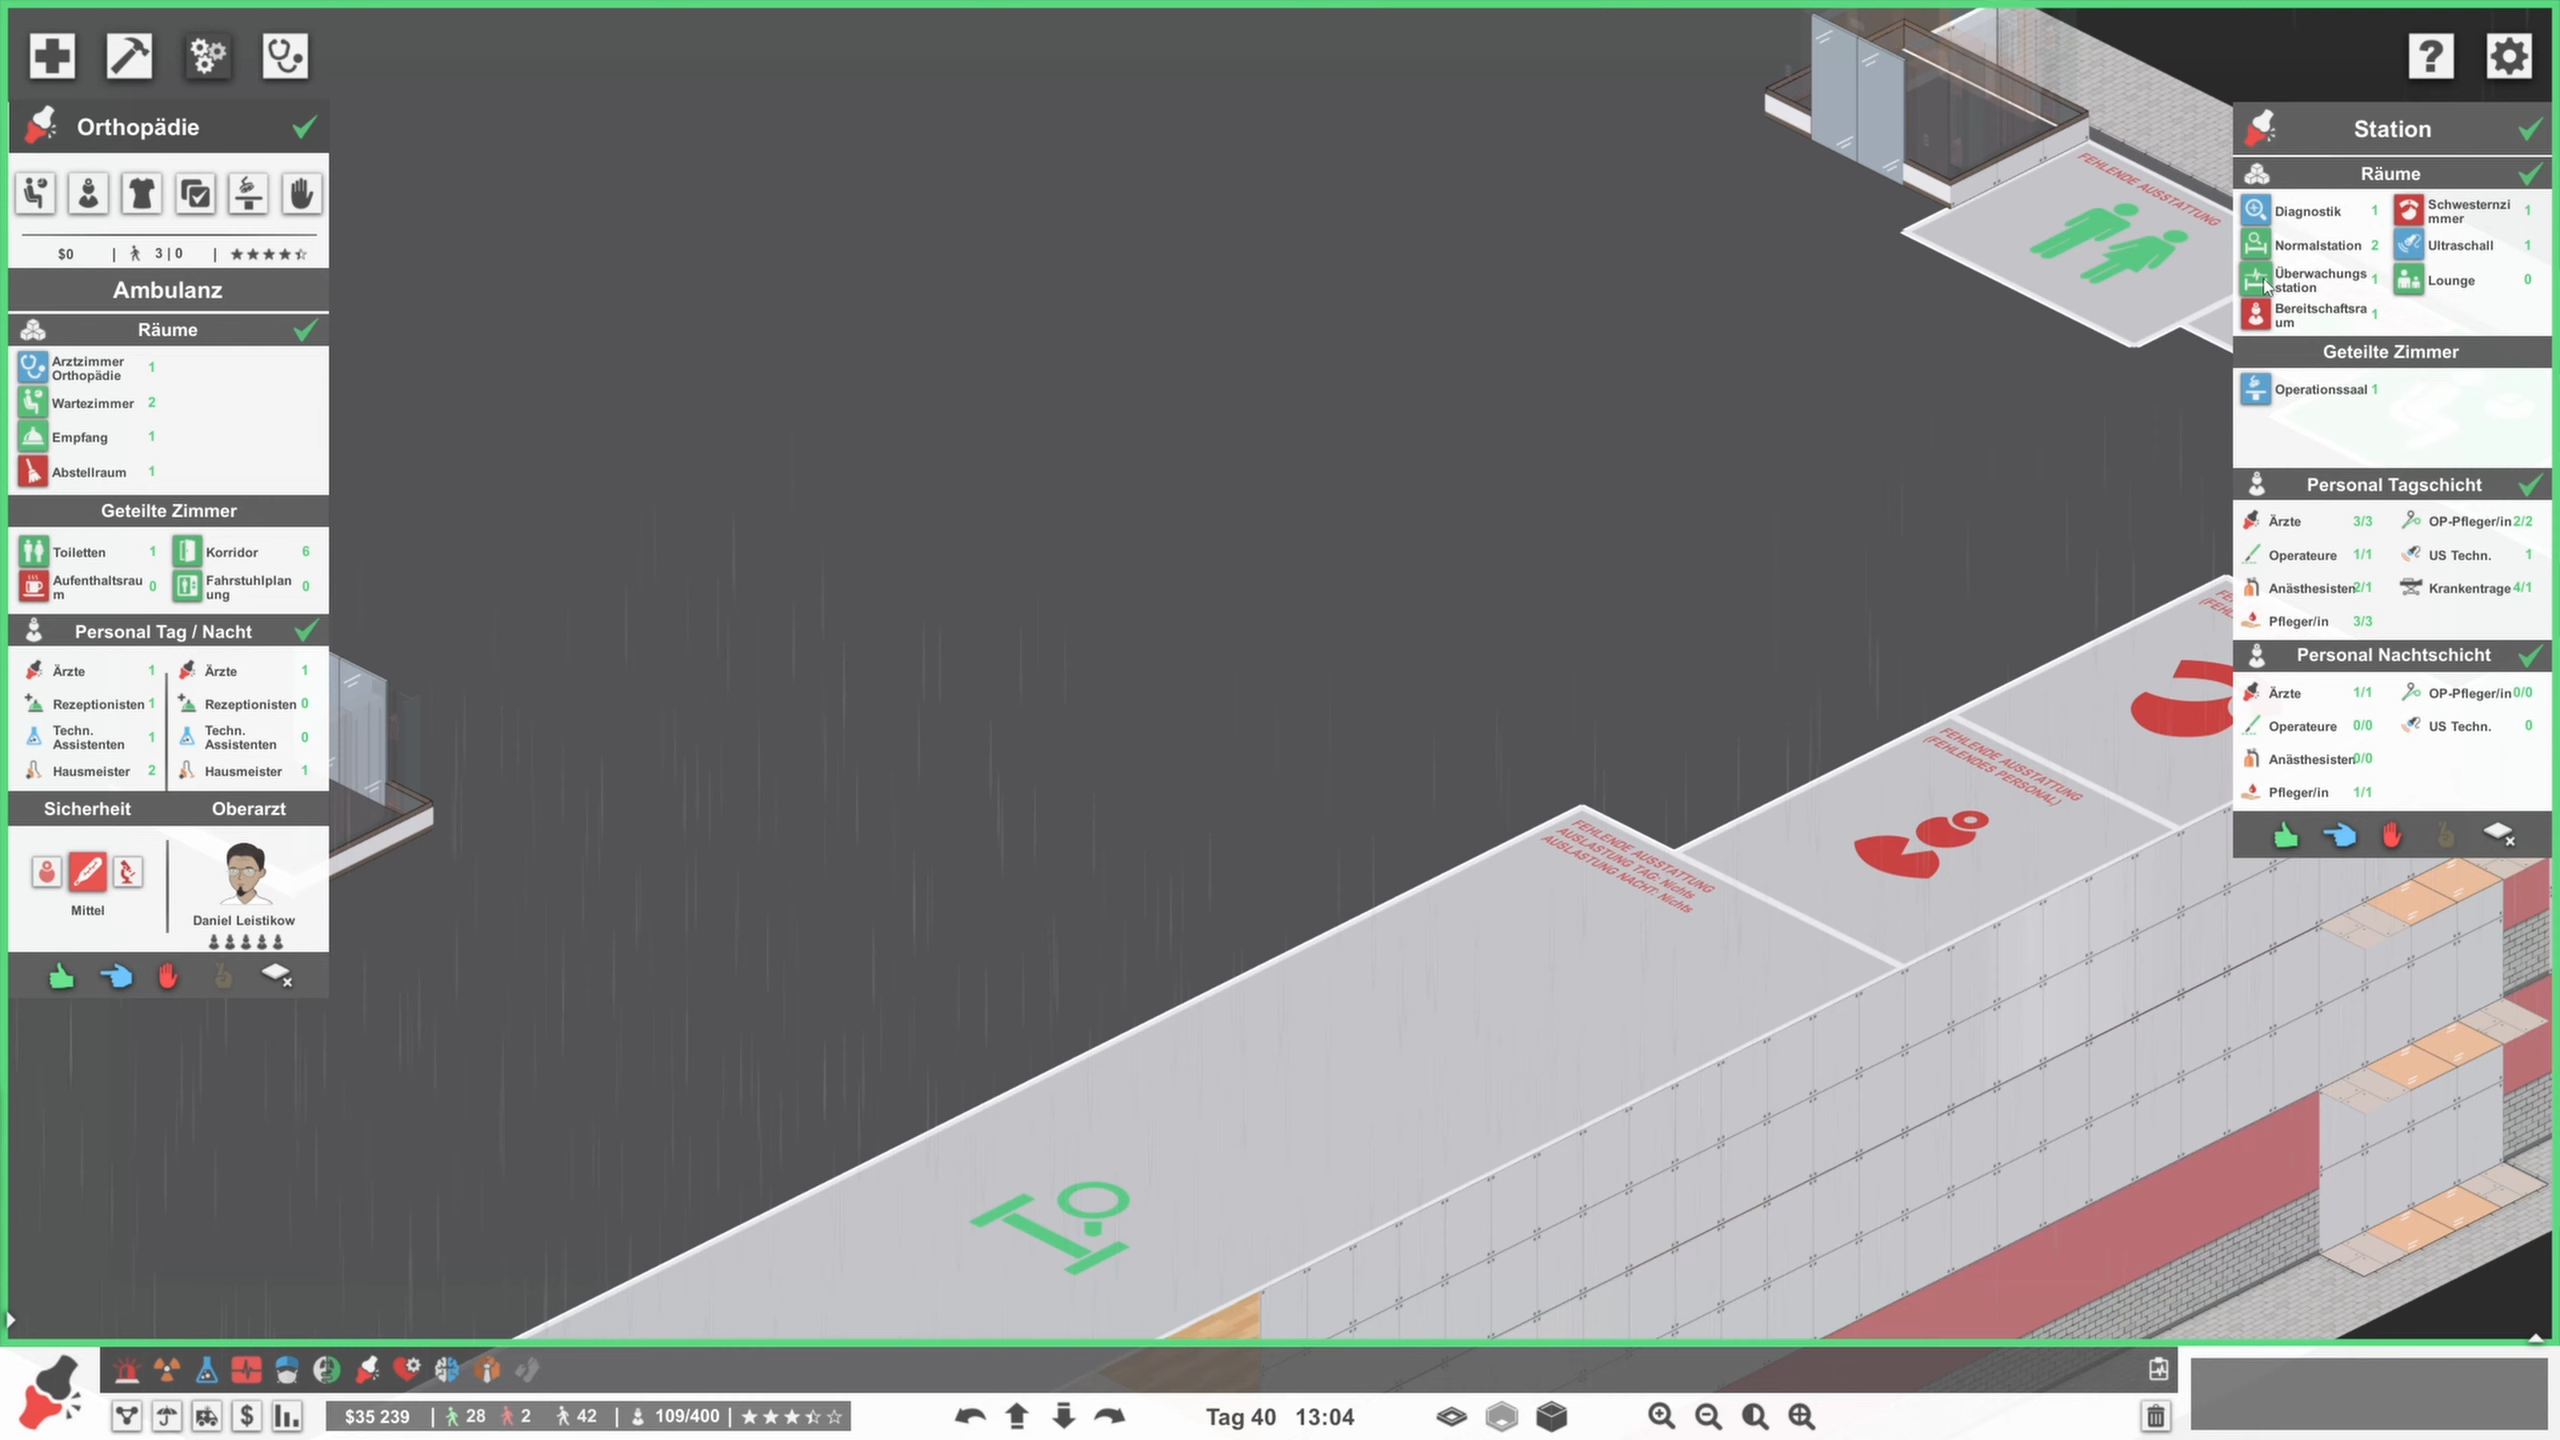 Orthopädie
$0 | 3 | 0 |
Ambulanz
Räume
Arztzimmer
Orthopädie 1
Wartezimmer 2
Empfang 1
Abstellraum 1
Geteilte Zimmer
Toiletten 1 Korridor 6
Aufenthaltsrau
m 0
Fahrstuhlplan
ung 0
Personal Tag / Nacht
Ärzte 1 Ärzte 1
Rezeptionisten 1 Rezeptionisten 0
Techn.
Assistenten 1
Techn.
Assistenten 0
Hausmeister 2 Hausmeister 1
Sicherheit Oberarzt
Mittel
Daniel Leistikow
FEHLENDE AUSSTATTUNG
FEHLENDE AUSSTATTUNG
(FEHLENDES PERSONAL)
FEHLENDE AUSSTATTUNG
AUSLASTUNG TAG: Nichts
AUSLASTUNG NACHT: Nichts
Station
Räume
Diagnostik 1
Schwesternzi
mmer 1
Normalstation 2 Ultraschall 1
Überwachungs
station 1
Lounge 0
Bereitschaftsra
um 1
Geteilte Zimmer
Operationssaal 1
Personal Tagschicht
Ärzte 3/3 OP-Pfleger/in 2/2
Operateure 1/1 US Techn. 1
Anästhesisten 2/1 Krankentrage 4/1
Pfleger/in 3/3
Personal Nachtschicht
Ärzte 1/1 OP-Pfleger/in 0/0
Operateure 0/0 US Techn. 0
Anästhesisten 0/0
Pfleger/in 1/1
$35 239 | 28 2 42 | 109/400 |
Tag 40 13:04